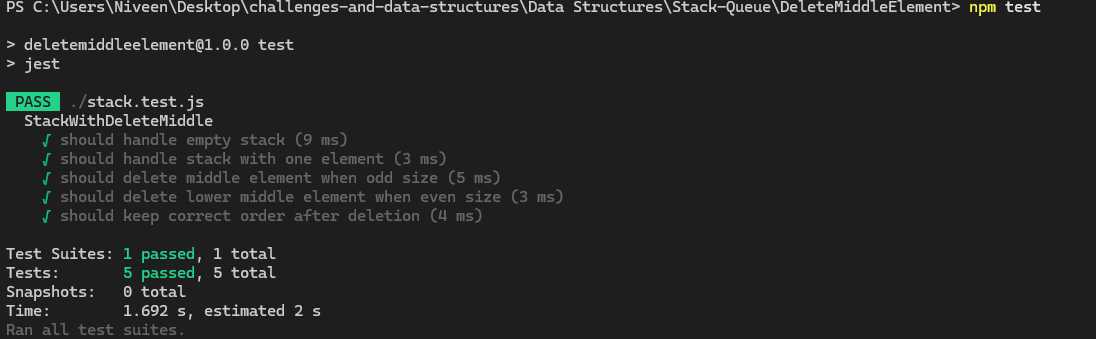 PS C:\Users\Niveen\Desktop\challenges-and-data-structures\Data Structures\Stack-Queue\DeleteMiddleElement> npm test
> deletemiddleelement@1.0.0 test
> jest
PASS ./stack.test.js
StackWithDeleteMiddle
√ should handle empty stack (9 ms)
√ should handle stack with one element (3 ms)
√ should delete middle element when odd size (5 ms)
√ should delete lower middle element when even size (3 ms)
√ should keep correct order after deletion (4 ms)
Test Suites: 1 passed, 1 total
Tests:       5 passed, 5 total
Snapshots:   0 total
Time:        1.692 s, estimated 2 s
Ran all test suites.